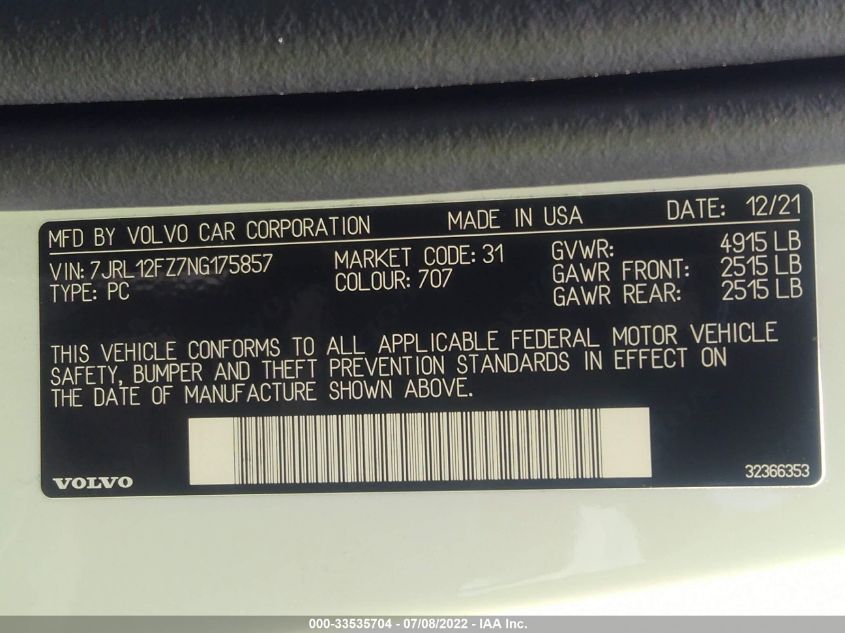 MFD BY VOLVO CAR CORPORATION MADE IN USA DATE: 12/21
VIN: 7JRL12FZ7NG175857 MARKET CODE: 31 GVWR: 4915 LB
TYPE: PC COLOUR: 707 GAWR FRONT: 2515 LB
GAWR REAR: 2515 LB
THIS VEHICLE CONFORMS TO ALL APPLICABLE FEDERAL MOTOR VEHICLE
SAFETY, BUMPER AND THEFT PREVENTION STANDARDS IN EFFECT ON
THE DATE OF MANUFACTURE SHOWN ABOVE.
VOLVO 32366353
000-33535704 - 07/08/2022 - IAA Inc.